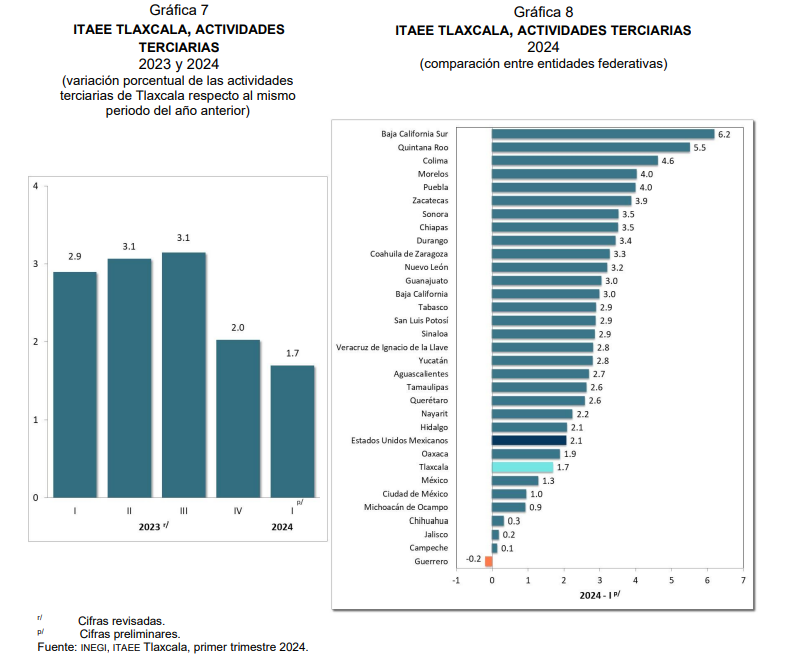 Gráfica 7
ITAEE TLAXCALA, ACTIVIDADES
TERCIARIAS
2023 y 2024
(variación porcentual de las actividades
terciarias de Tlaxcala respecto al mismo
periodo del año anterior)
4
3
2
1
0
2.9
3.1
3.1
2.0
1.7
I
II
III
IV
I p/
2023 r/
2024
Gráfica 8
ITAEE TLAXCALA, ACTIVIDADES TERCIARIAS
2024
(comparación entre entidades federativas)
Baja California Sur 6.2
Quintana Roo 5.5
Colima 4.6
Morelos 4.0
Puebla 4.0
Zacatecas 3.9
Sonora 3.5
Chiapas 3.5
Durango 3.4
Coahuila de Zaragoza 3.3
Nuevo León 3.2
Guanajuato 3.0
Baja California 3.0
Tabasco 2.9
San Luis Potosí 2.9
Sinaloa 2.9
Veracruz de Ignacio de la Llave 2.8
Yucatán 2.8
Aguascalientes 2.7
Tamaulipas 2.6
Querétaro 2.6
Nayarit 2.2
Hidalgo 2.1
Estados Unidos Mexicanos 2.1
Oaxaca 1.9
Tlaxcala 1.7
México 1.3
Ciudad de México 1.0
Michoacán de Ocampo 0.9
Chihuahua 0.3
Jalisco 0.2
Campeche 0.1
Guerrero -0.2
-1 0 1 2 3 4 5 6 7
2024 - I p/
r/ Cifras revisadas.
p/ Cifras preliminares.
Fuente: INEGI, ITAEE Tlaxcala, primer trimestre 2024.